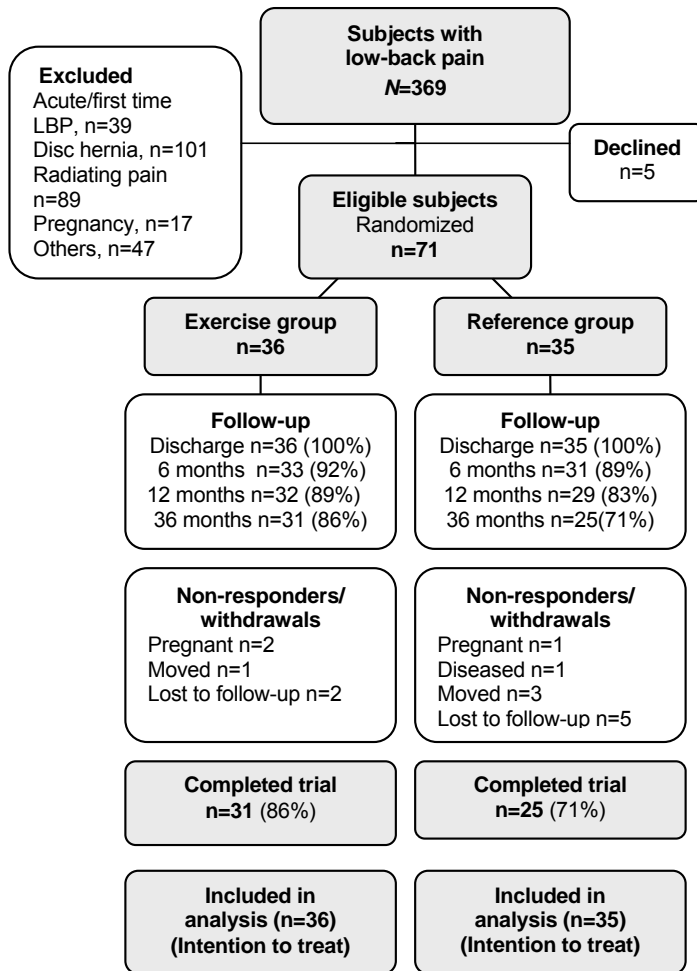 Subjects with
low-back pain
N=369
Excluded
Acute/first time
LBP, n=39
Disc hernia, n=101
Radiating pain
n=89
Pregnancy, n=17
Others, n=47
Declined
n=5
Eligible subjects
Randomized
n=71
Exercise group
n=36
Reference group
n=35
Follow-up
Discharge n=36 (100%)
6 months n=33 (92%)
12 months n=32 (89%)
36 months n=31 (86%)
Follow-up
Discharge n=35 (100%)
6 months n=31 (89%)
12 months n=29 (83%)
36 months n=25(71%)
Non-responders/
withdrawals
Pregnant n=2
Moved n=1
Lost to follow-up n=2
Non-responders/
withdrawals
Pregnant n=1
Diseased n=1
Moved n=3
Lost to follow-up n=5
Completed trial
n=31 (86%)
Completed trial
n=25 (71%)
Included in
analysis (n=36)
(Intention to treat)
Included in
analysis (n=35)
(Intention to treat)